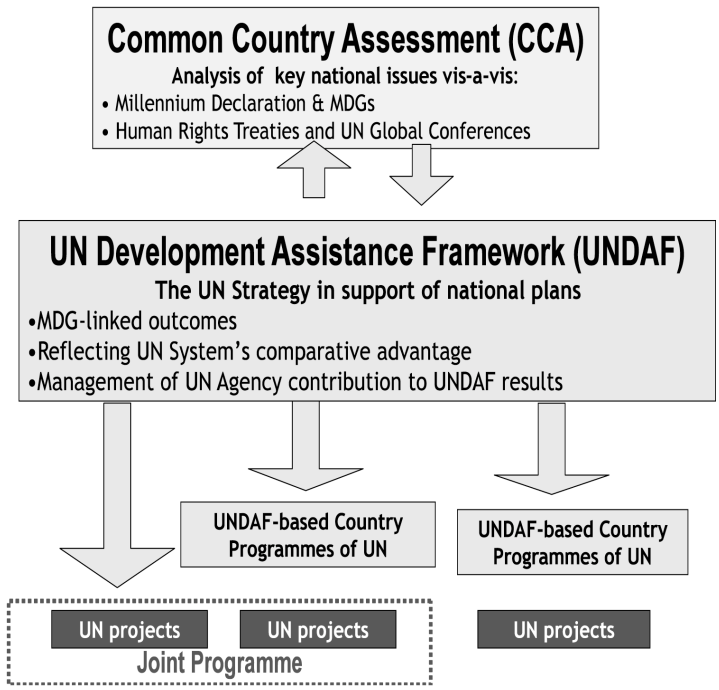 Common Country Assessment (CCA)
Analysis of key national issues vis-a-vis:
• Millennium Declaration & MDGs
• Human Rights Treaties and UN Global Conferences
UN Development Assistance Framework (UNDAF)
The UN Strategy in support of national plans
•MDG-linked outcomes
•Reflecting UN System's comparative advantage
•Management of UN Agency contribution to UNDAF results
UNDAF-based Country
Programmes of UN
UNDAF-based Country
Programmes of UN
UN projects
UN projects
UN projects
Joint Programme